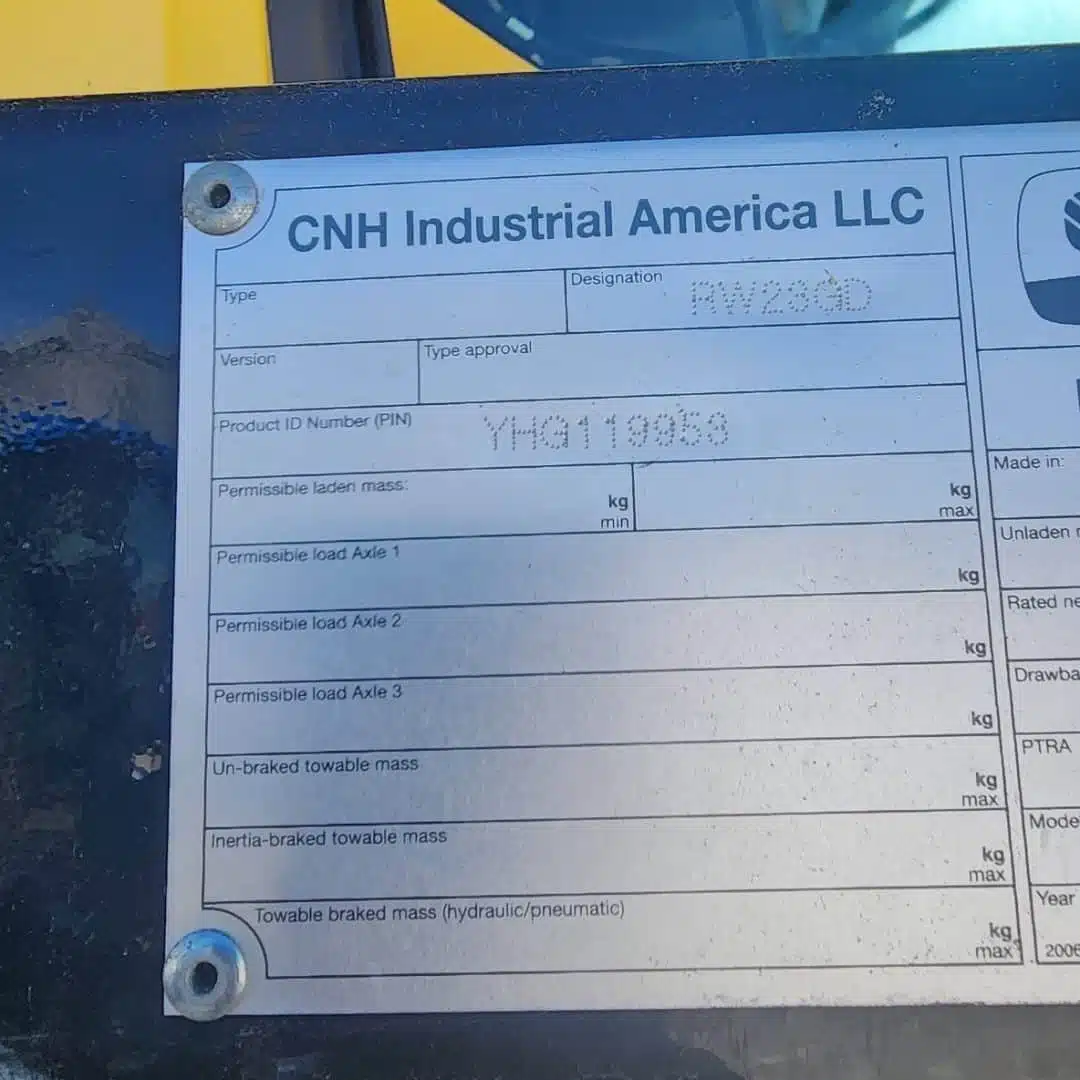 CNH Industrial America LLC
Type
Designation RW23GD
Version
Type approval
Product ID Number (PIN) YHG119953
Permissible laden mass:
kg
min
kg
max
Permissible load Axle 1
kg
Permissible load Axle 2
kg
Permissible load Axle 3
kg
Un-braked towable mass
kg
max
Inertia-braked towable mass
kg
max
Towable braked mass (hydraulic/pneumatic)
kg
max
Made in:
Unladen
Rated ne
Drawba
PTRA
Mode
Year
2006